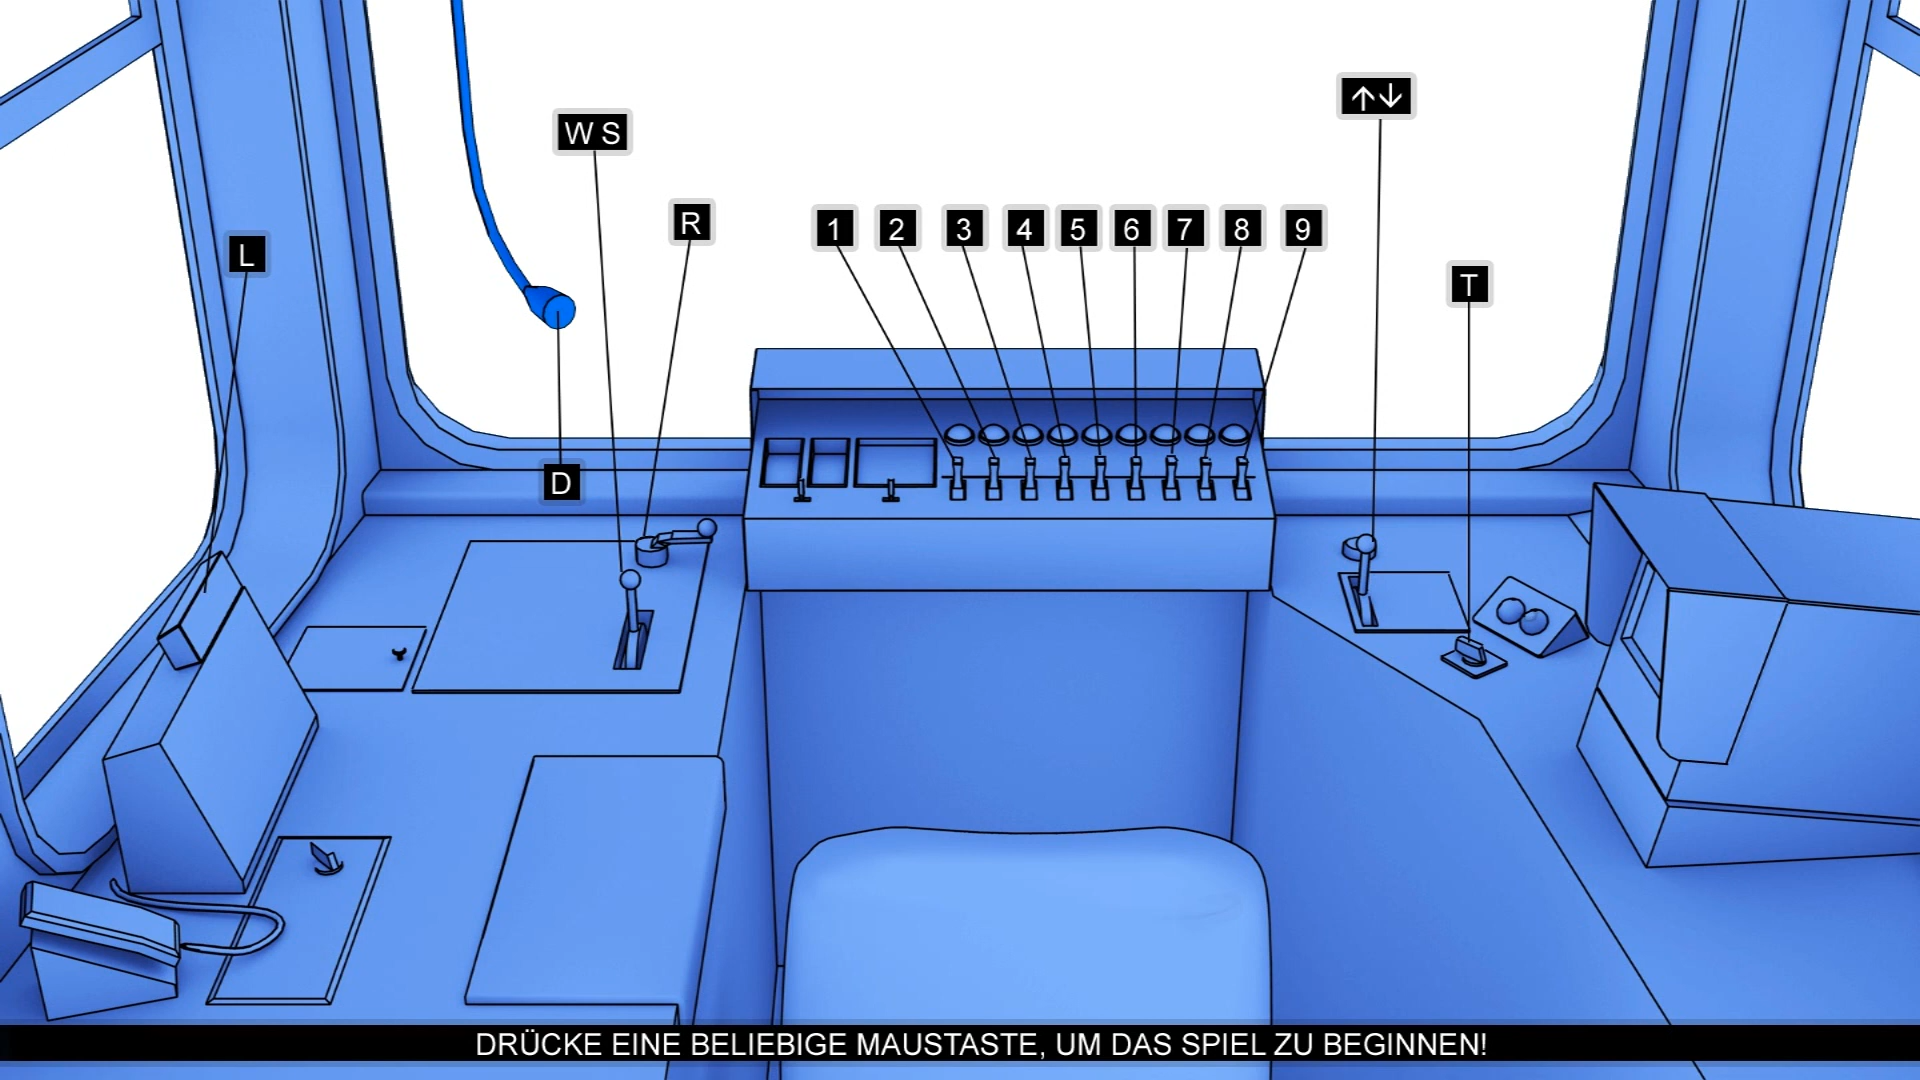 ↑↓
W S
R
1 2 3 4 5 6 7 8 9
L
T
D
DRÜCKE EINE BELIEBIGE MAUSTASTE, UM DAS SPIEL ZU BEGINNEN!